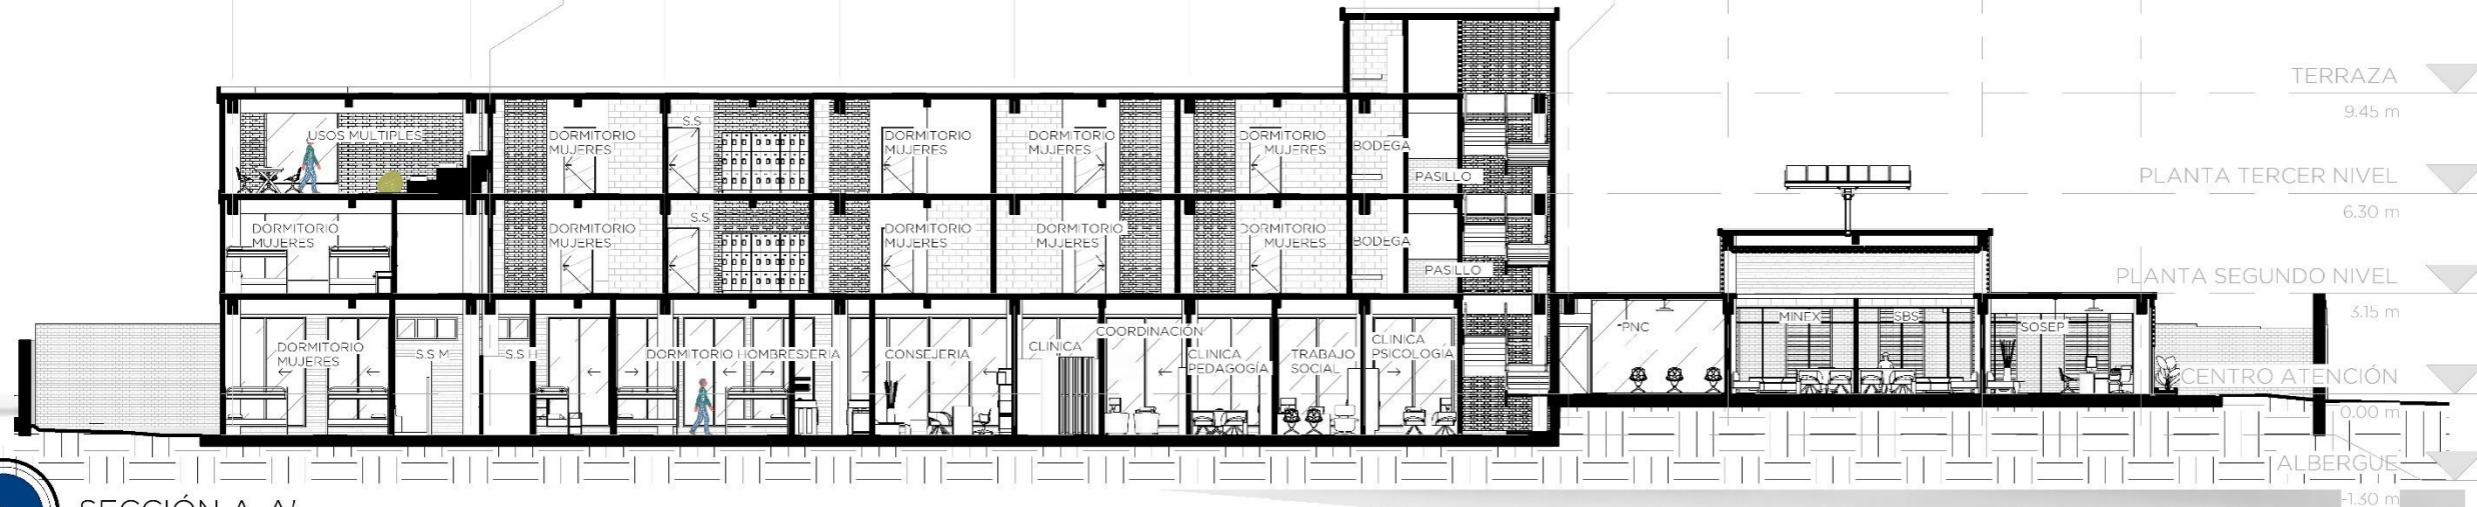 TERRAZA
9.45 m
USOS MULTIPLES
DORMITORIO
MUJERES
S.S
DORMITORIO
MUJERES
DORMITORIO
MUJERES
DORMITORIO
MUJERES
BODEGA
PASILLO
PLANTA TERCER NIVEL
6.30 m
DORMITORIO
MUJERES
DORMITORIO
MUJERES
S.S
DORMITORIO
MUJERES
DORMITORIO
MUJERES
DORMITORIO
MUJERES
BODEGA
PASILLO
PLANTA SEGUNDO NIVEL
3.15 m
DORMITORIO
MUJERES
S.S M
S.S H
DORMITORIO HOMBRES
CONSEJERIA
CLINICA
COORDINACIÓN
CLINICA
PEDAGOGÍA
TRABAJO
SOCIAL
CLINICA
PSICOLOGIA
PNC
MINEX
SBS
SOSEP
CENTRO ATENCIÓN
0.00 m
ALBERGUE
-1.30 m
SECCIÓN A-A'